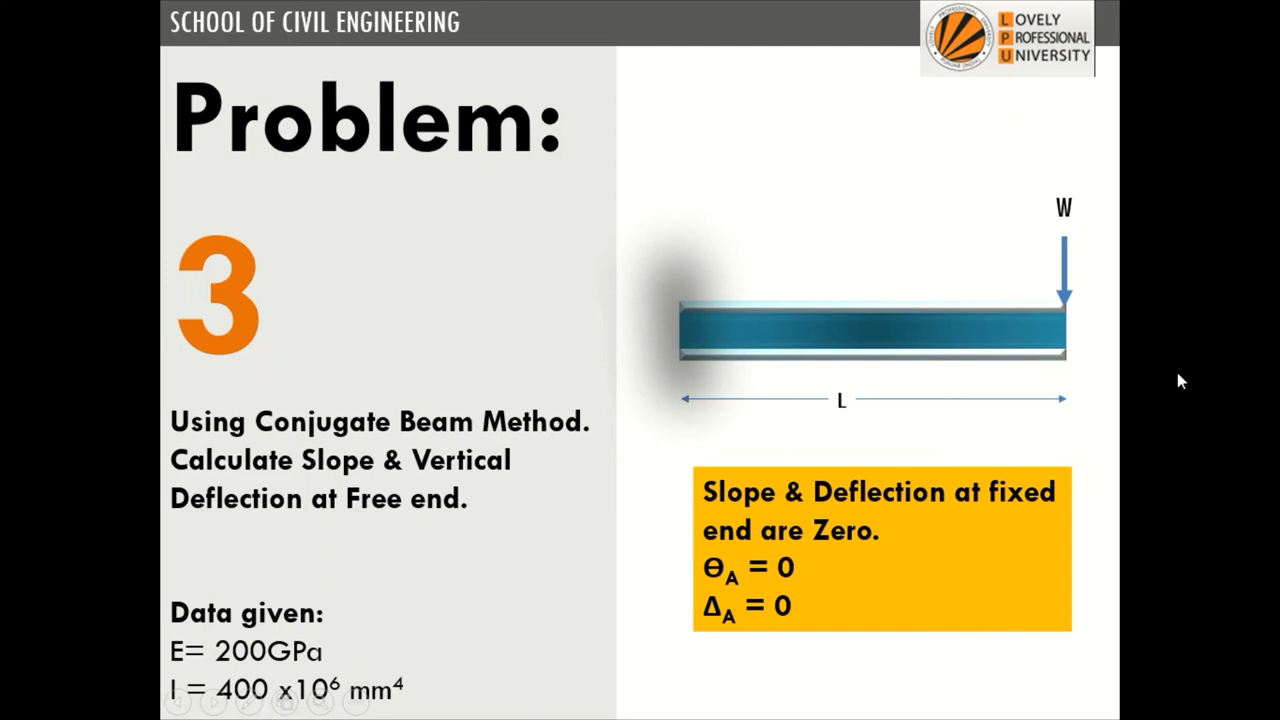 SCHOOL OF CIVIL ENGINEERING
LOVELY
PROFESSIONAL
UNIVERSITY
Problem:
3
Using Conjugate Beam Method.
Calculate Slope & Vertical
Deflection at Free end.
Data given:
E= 200GPa
I = 400 x10⁶ mm⁴
W
L
Slope & Deflection at fixed
end are Zero.
ϴA = 0
ΔA = 0